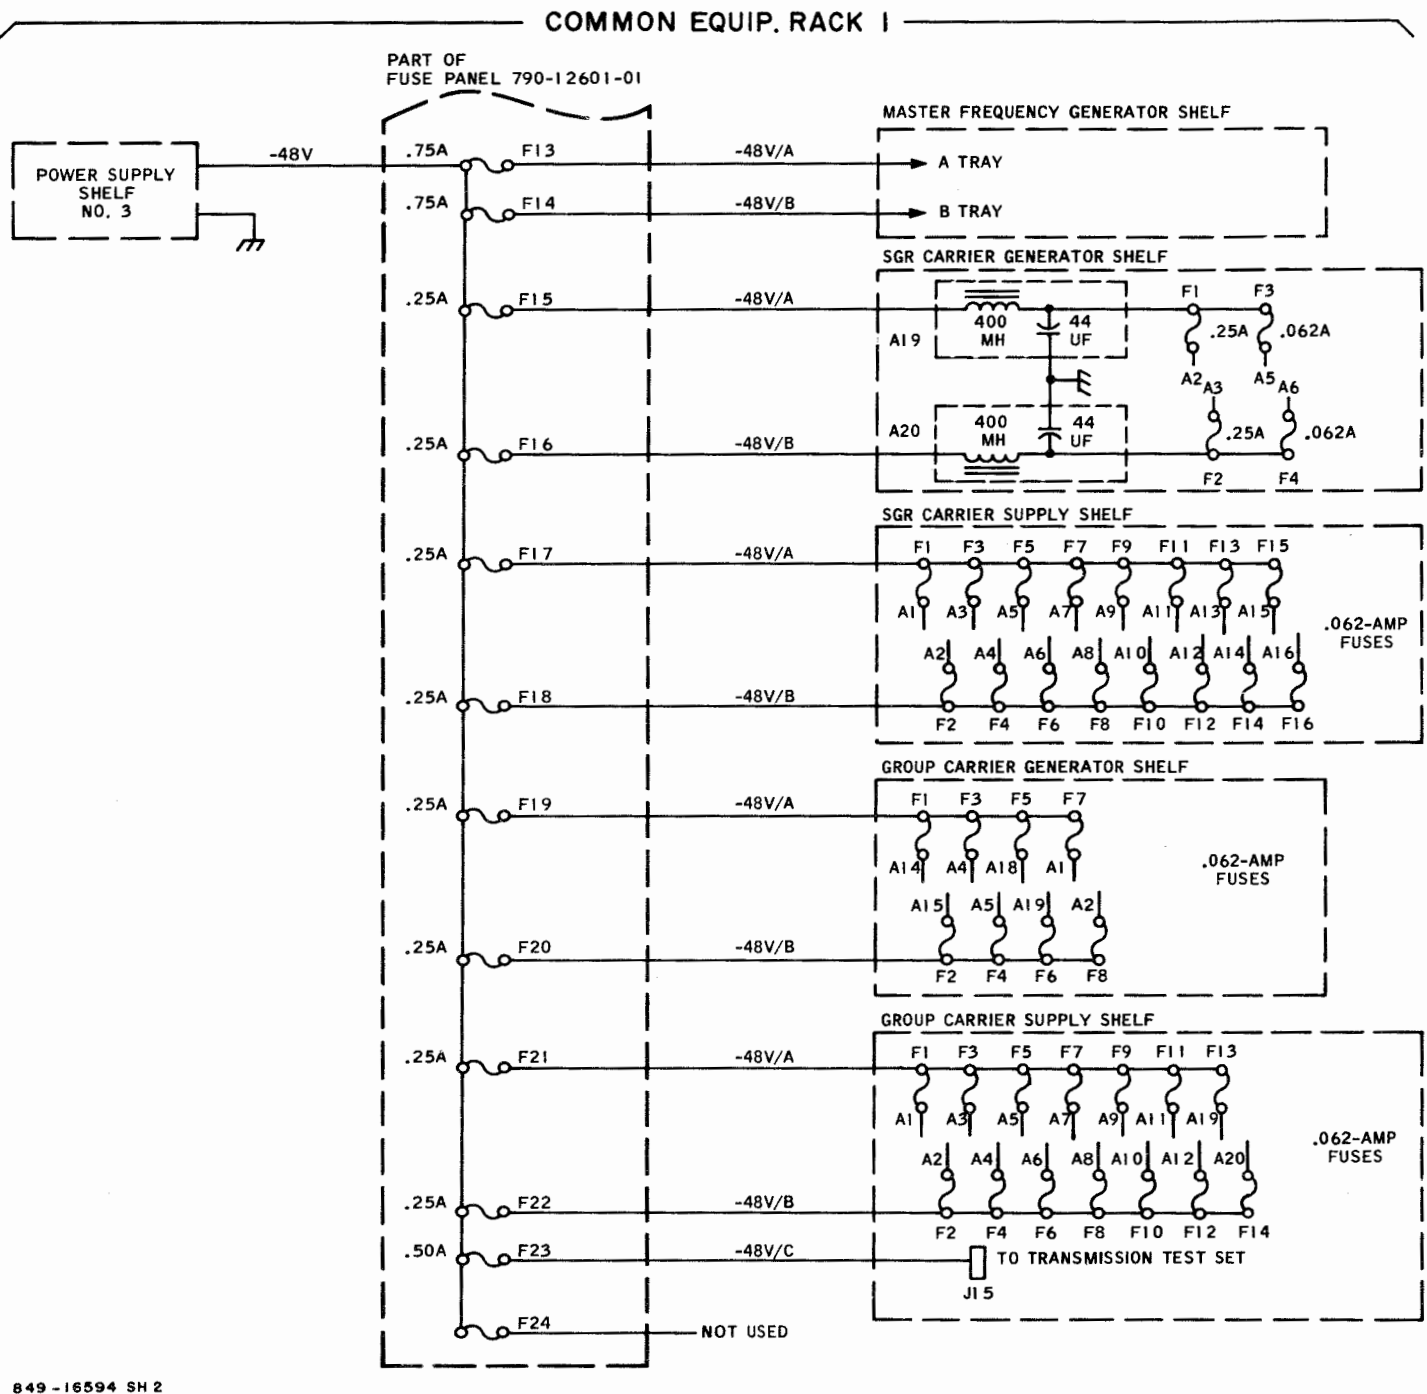 COMMON EQUIP. RACK 1
PART OF
FUSE PANEL 790-12601-01
POWER SUPPLY
SHELF
NO. 3
-48V
.75A F13 -48V/A
.75A F14 -48V/B
MASTER FREQUENCY GENERATOR SHELF
A TRAY
B TRAY
SGR CARRIER GENERATOR SHELF
.25A F15 -48V/A
A19
400
MH
44
UF
F1 F3
.25A .062A
A2 A3 A5 A6
.25A F16 -48V/B
A20
400
MH
44
UF
.25A .062A
F2 F4
SGR CARRIER SUPPLY SHELF
.25A F17 -48V/A
F1 F3 F5 F7 F9 F11 F13 F15
A1 A3 A5 A7 A9 A11 A13 A15
.062-AMP
FUSES
A2 A4 A6 A8 A10 A12 A14 A16
.25A F18 -48V/B
F2 F4 F6 F8 F10 F12 F14 F16
GROUP CARRIER GENERATOR SHELF
.25A F19 -48V/A
F1 F3 F5 F7
A14 A4 A18 A1
.062-AMP
FUSES
A15 A5 A19 A2
.25A F20 -48V/B
F2 F4 F6 F8
GROUP CARRIER SUPPLY SHELF
.25A F21 -48V/A
F1 F3 F5 F7 F9 F11 F13
A1 A3 A5 A7 A9 A11 A19
.062-AMP
FUSES
A2 A4 A6 A8 A10 A12 A20
.25A F22 -48V/B
F2 F4 F6 F8 F10 F12 F14
.50A F23 -48V/C
TO TRANSMISSION TEST SET
J15
F24 NOT USED
849-16594 SH 2